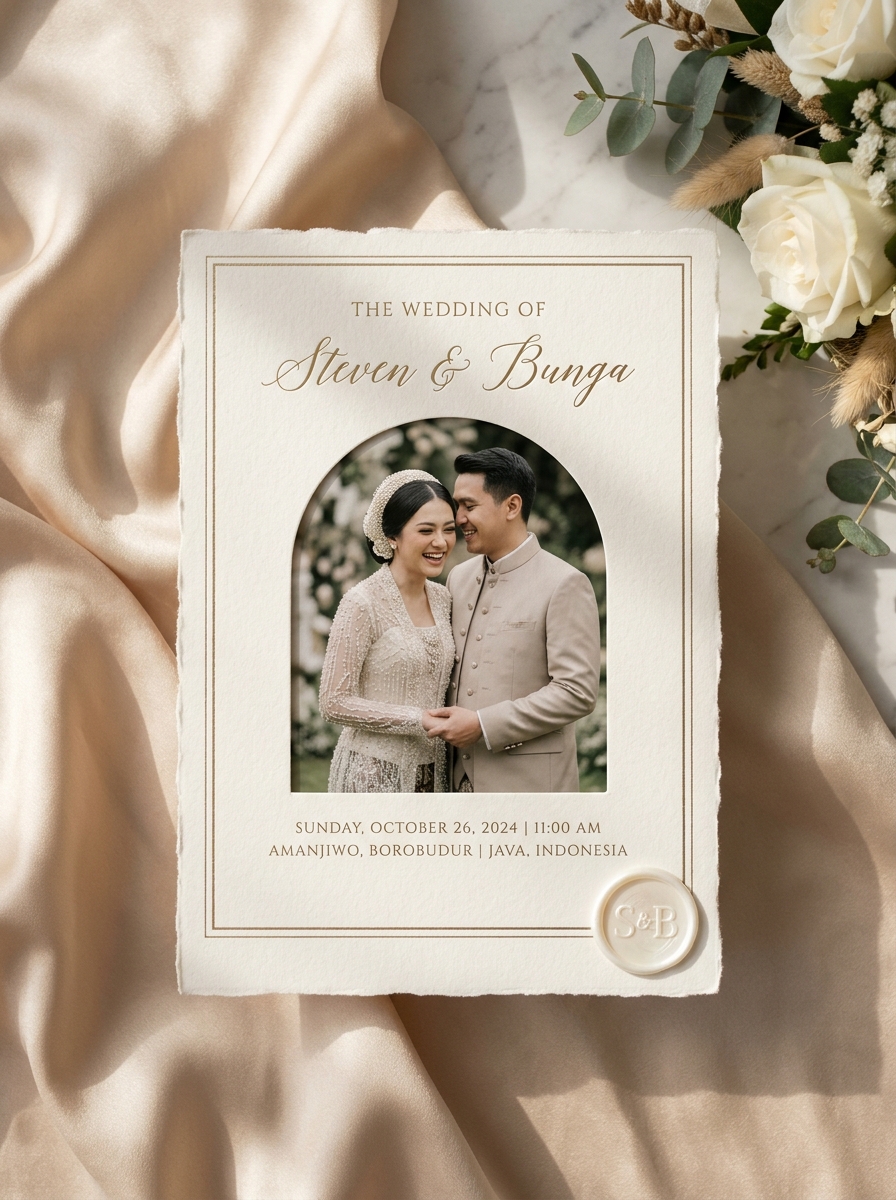 THE WEDDING OF
Steven & Bunga
SUNDAY, OCTOBER 26, 2024 | 11:00 AM
AMANJIWO, BOROBUDUR | JAVA, INDONESIA
S&B